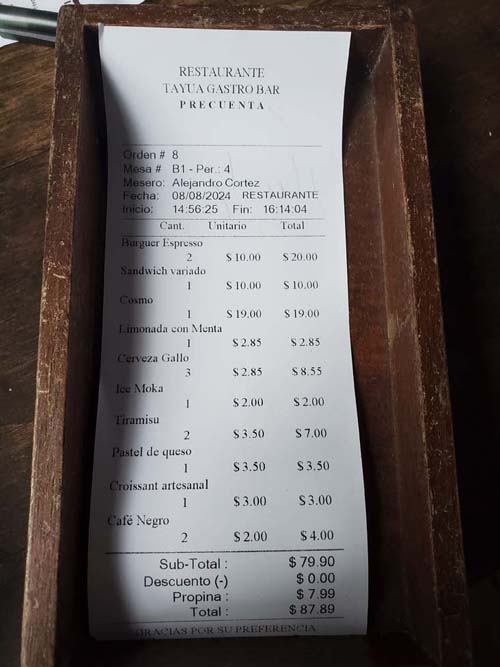 RESTAURANTE
TAYUA GASTRO BAR
PRECUENTA
Orden # 8
Mesa # B1 - Per.: 4
Mesero: Alejandro Cortez
Fecha: 08/08/2024 RESTAURANTE
Inicio: 14:56:25 Fin: 16:14:04
Cant. Unitario Total
Burguer Espresso
2 $ 10.00 $ 20.00
Sandwich variado
1 $ 10.00 $ 10.00
Cosmo
1 $ 19.00 $ 19.00
Limonada con Menta
1 $ 2.85 $ 2.85
Cerveza Gallo
3 $ 2.85 $ 8.55
Ice Moka
1 $ 2.00 $ 2.00
Tiramisu
2 $ 3.50 $ 7.00
Pastel de queso
1 $ 3.50 $ 3.50
Croissant artesanal
1 $ 3.00 $ 3.00
Café Negro
2 $ 2.00 $ 4.00
Sub-Total : $ 79.90
Descuento (-) $ 0.00
Propina : $ 7.99
Total : $ 87.89
GRACIAS POR SU PREFERENCIA